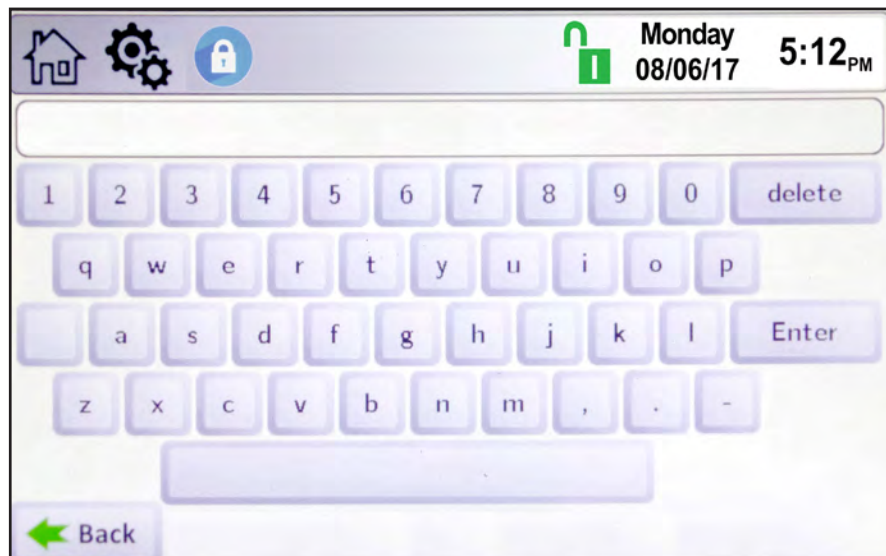 Monday
08/06/17
5:12PM
1 2 3 4 5 6 7 8 9 0 delete
q w e r t y u i o p
a s d f g h j k l Enter
z x c v b n m , . -
Back